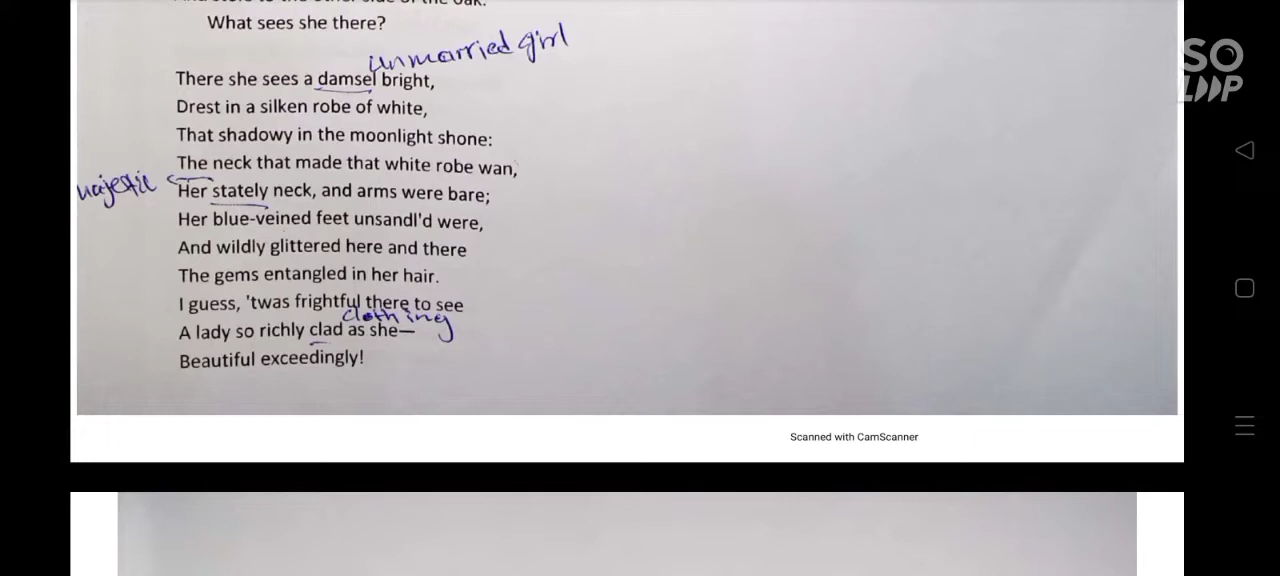 What sees she there?
unmarried girl
There she sees a damsel bright,
Drest in a silken robe of white,
That shadowy in the moonlight shone:
The neck that made that white robe wan,
majestic
Her stately neck, and arms were bare;
Her blue-veined feet unsandl'd were,
And wildly glittered here and there
The gems entangled in her hair.
I guess, 'twas frightful there to see
clothing
A lady so richly clad as she—
Beautiful exceedingly!
Scanned with CamScanner
SO
LOOP